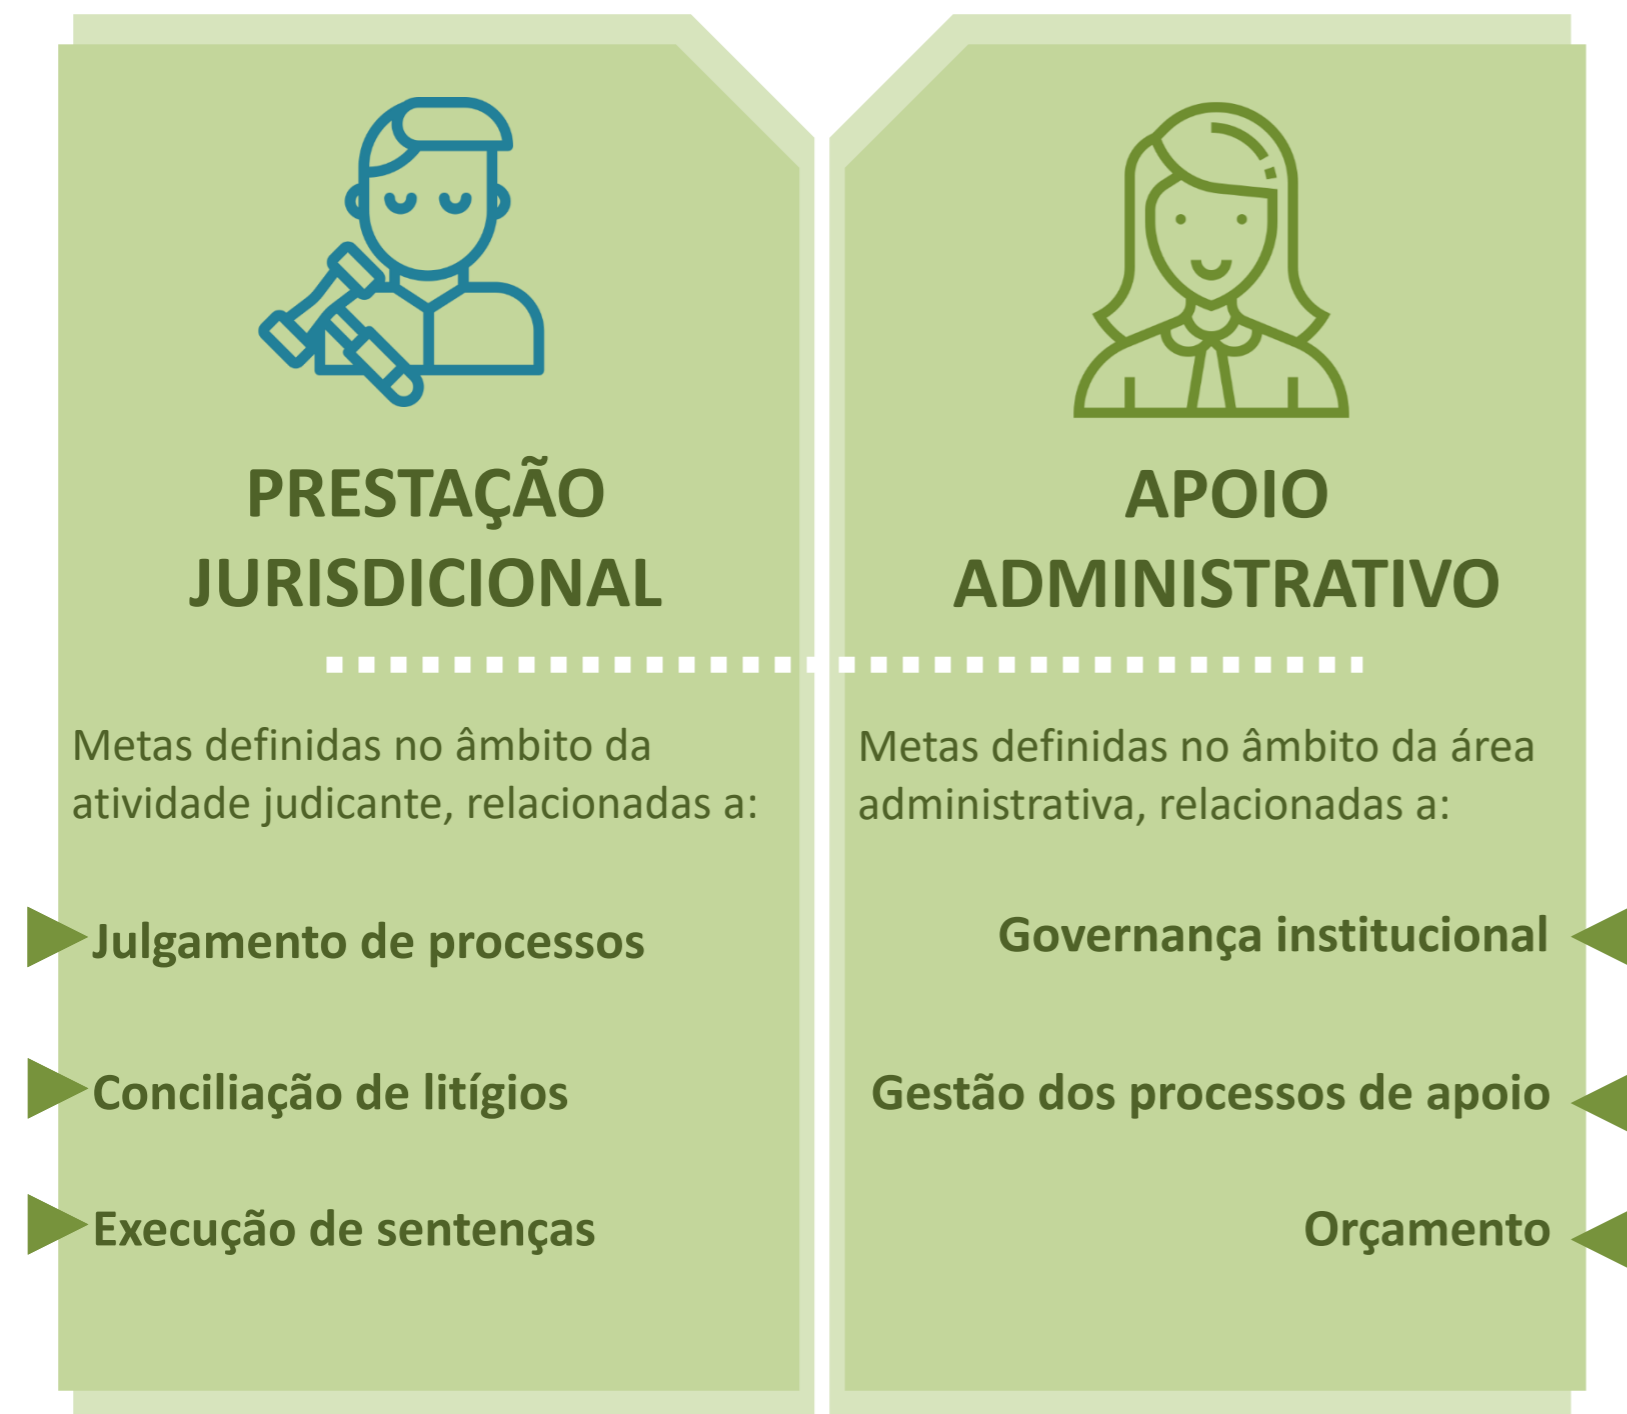 PRESTAÇÃO
JURISDICIONAL
Metas definidas no âmbito da
atividade judicante, relacionadas a:
Julgamento de processos
Conciliação de litígios
Execução de sentenças
APOIO
ADMINISTRATIVO
Metas definidas no âmbito da área
administrativa, relacionadas a:
Governança institucional
Gestão dos processos de apoio
Orçamento